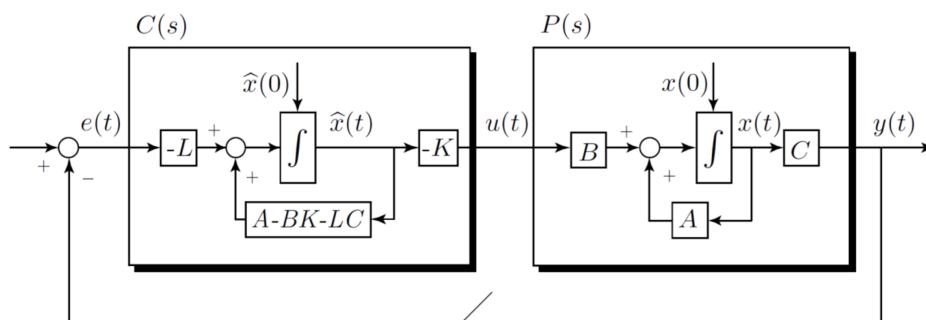 C(s) P(s)
x̂(0) x(0)
e(t) x̂(t) u(t) x(t) y(t)
-L + ∫ -K B + ∫ C
+ − + +
A-BK-LC A